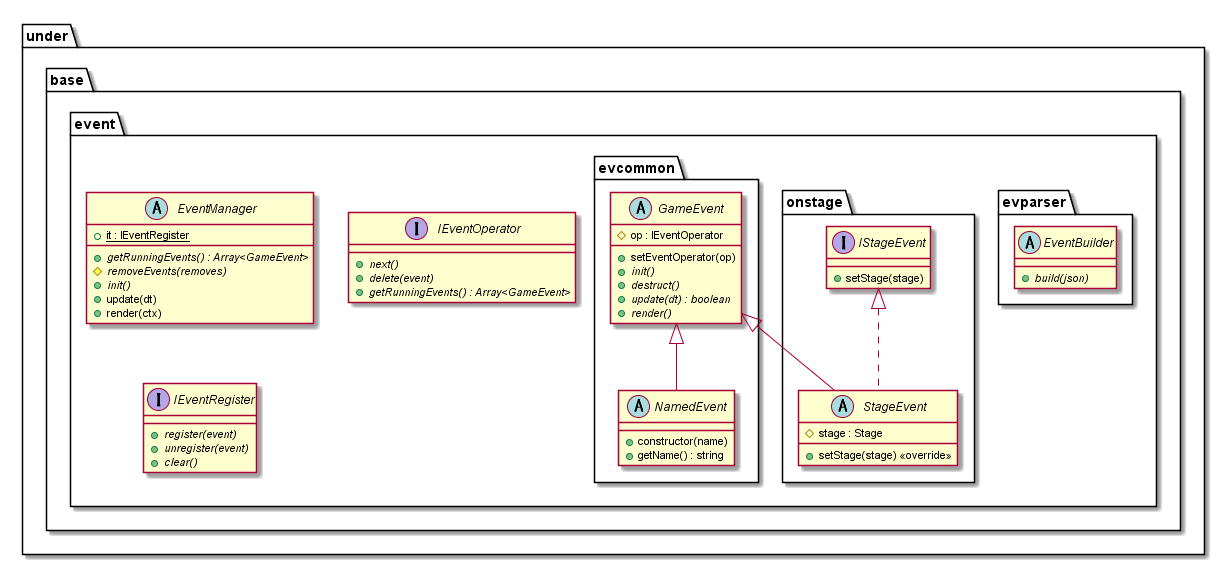 under
base
event
A EventManager
it : IEventRegister
getRunningEvents() : Array<GameEvent>
removeEvents(removes)
init()
update(dt)
render(ctx)
I IEventOperator
next()
delete(event)
getRunningEvents() : Array<GameEvent>
evcommon
A GameEvent
op : IEventOperator
setEventOperator(op)
init()
destruct()
update(dt) : boolean
render()
onstage
I IStageEvent
setStage(stage)
evparser
A EventBuilder
build(json)
I IEventRegister
register(event)
unregister(event)
clear()
A NamedEvent
constructor(name)
getName() : string
A StageEvent
stage : Stage
setStage(stage) «override»